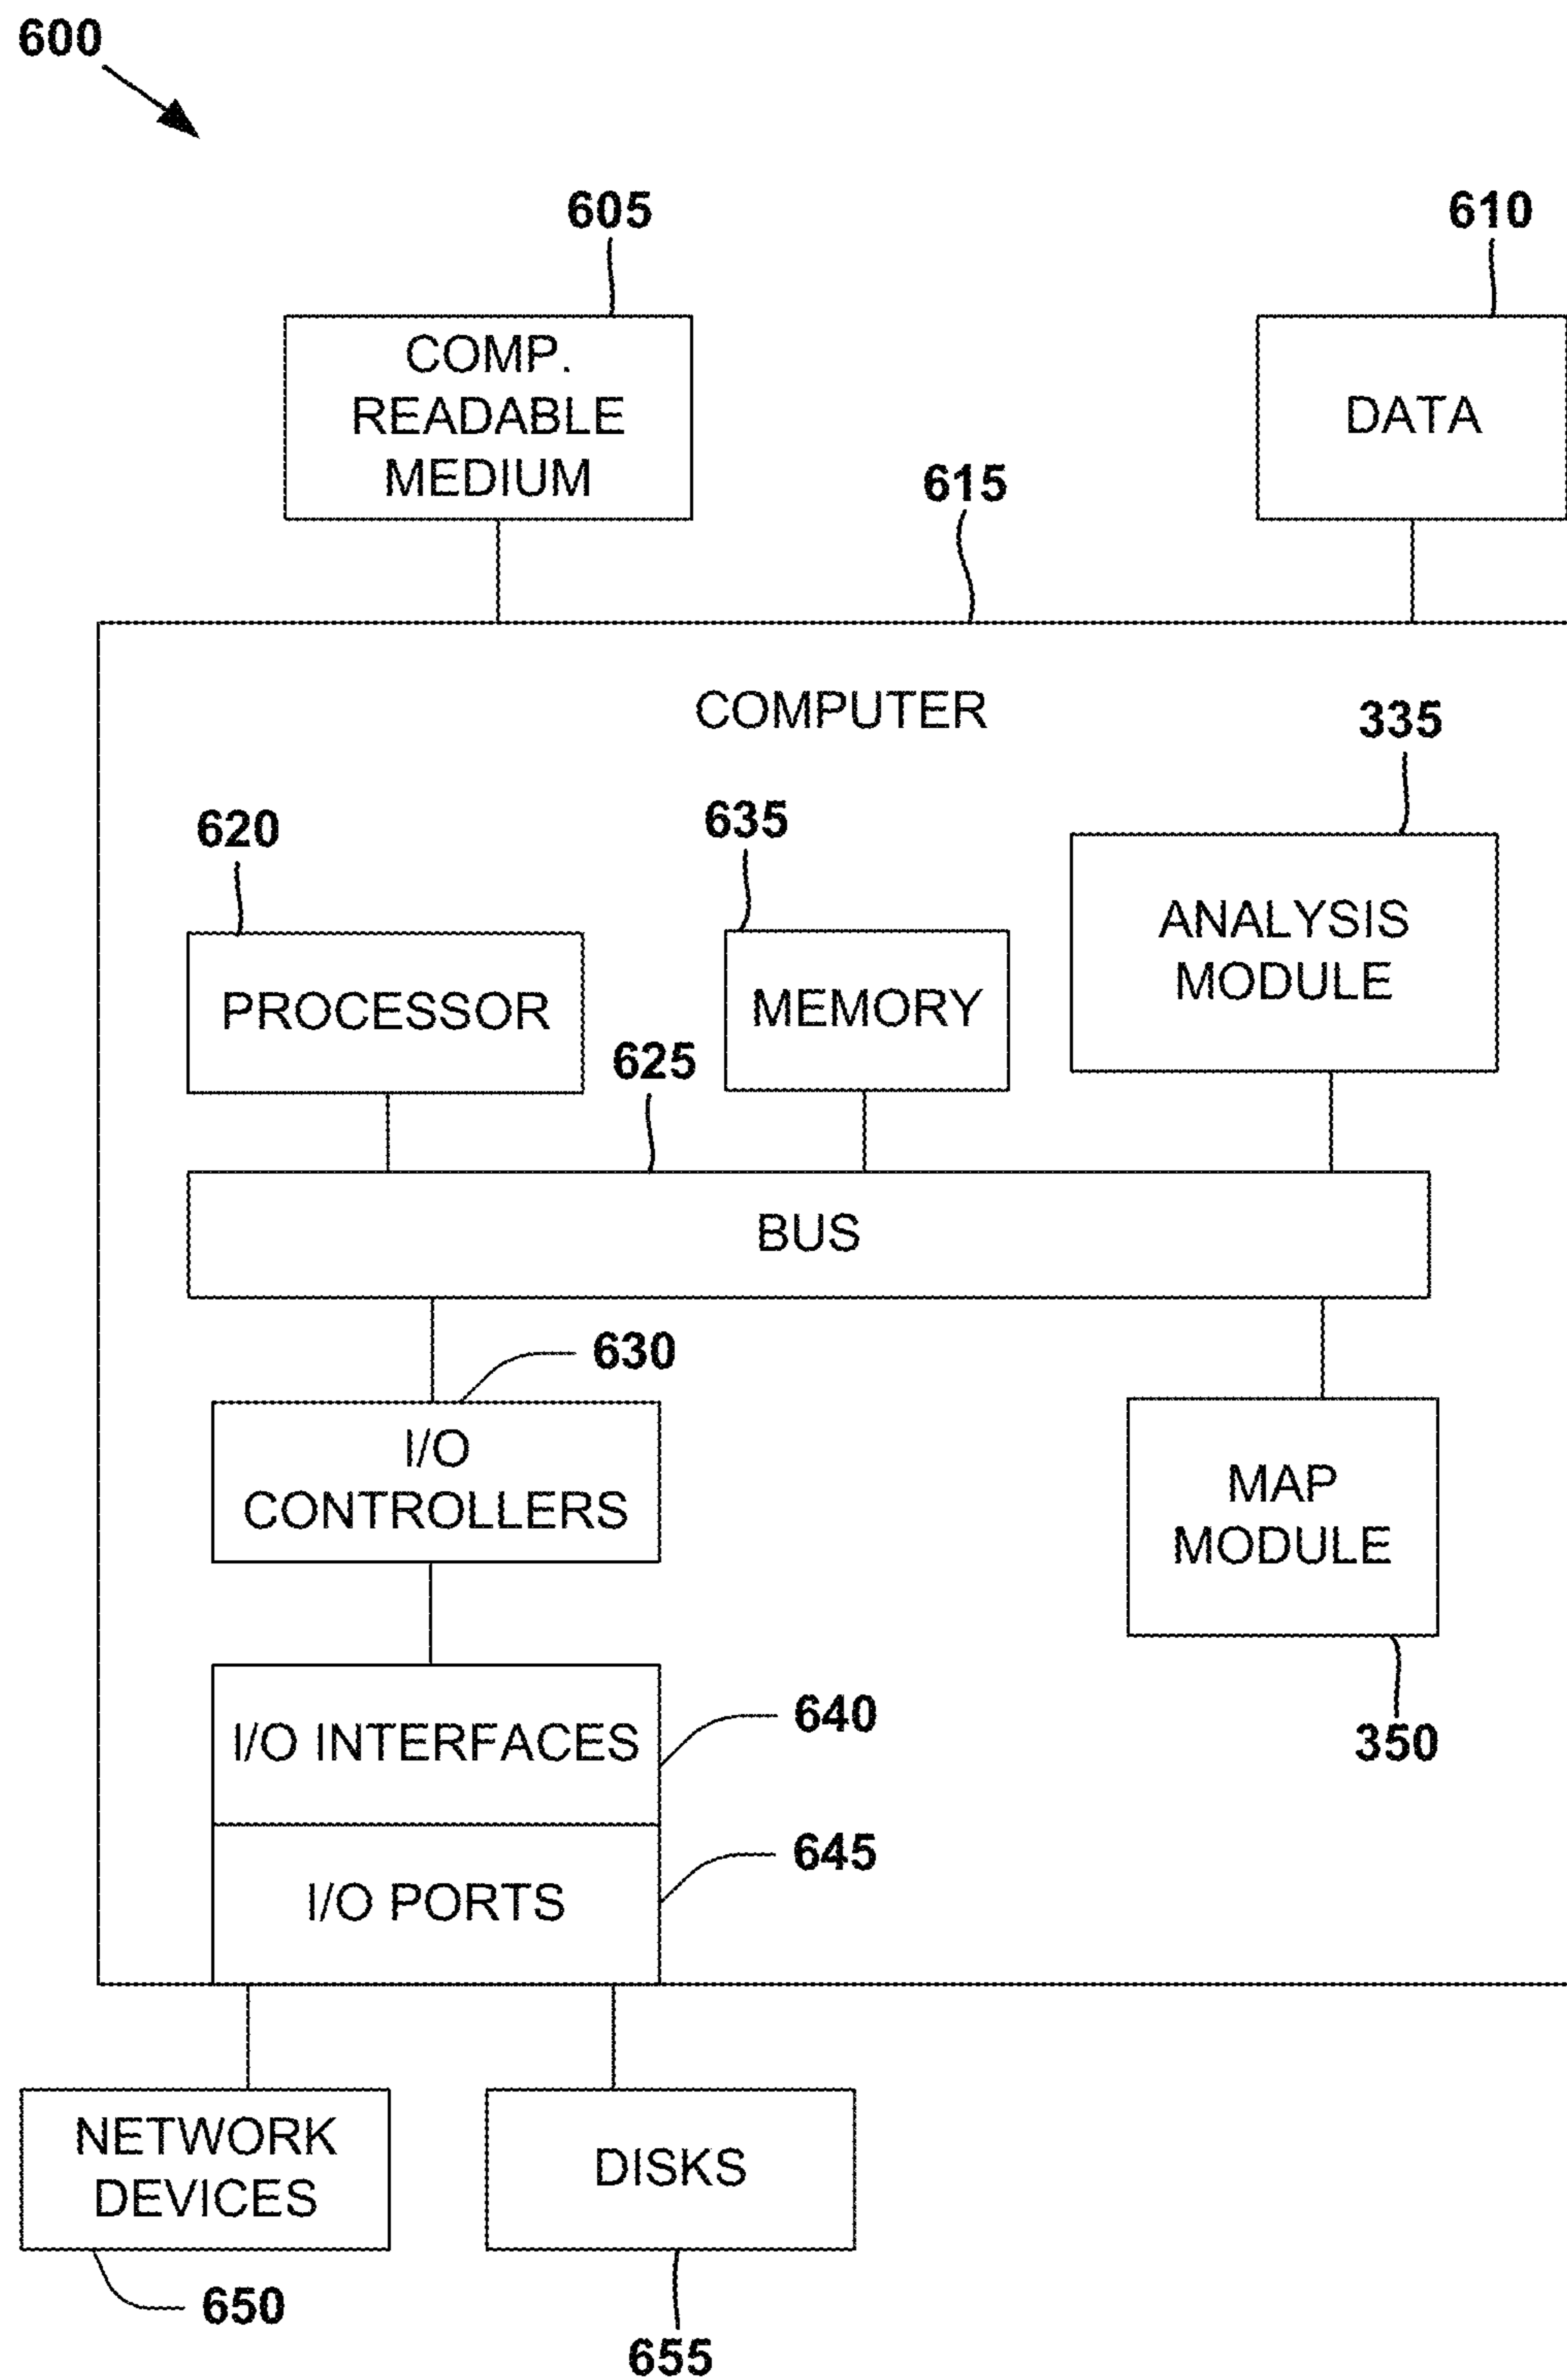 600
605
610
COMP.
READABLE
MEDIUM
DATA
615
COMPUTER
335
635
620
ANALYSIS
MODULE
PROCESSOR
MEMORY
625
BUS
630
I/O
CONTROLLERS
MAP
MODULE
I/O INTERFACES
640
350
I/O PORTS
645
NETWORK
DEVICES
DISKS
650
655